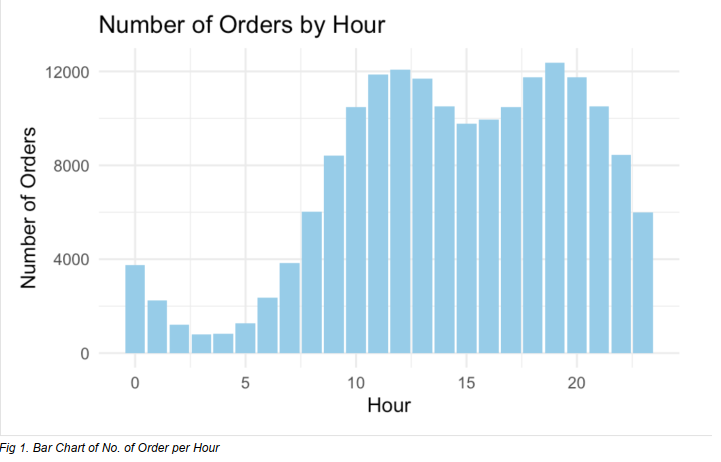 Number of Orders by Hour
Number of Orders
12000
8000
4000
0
0 5 10 15 20
Hour
Fig 1. Bar Chart of No. of Order per Hour